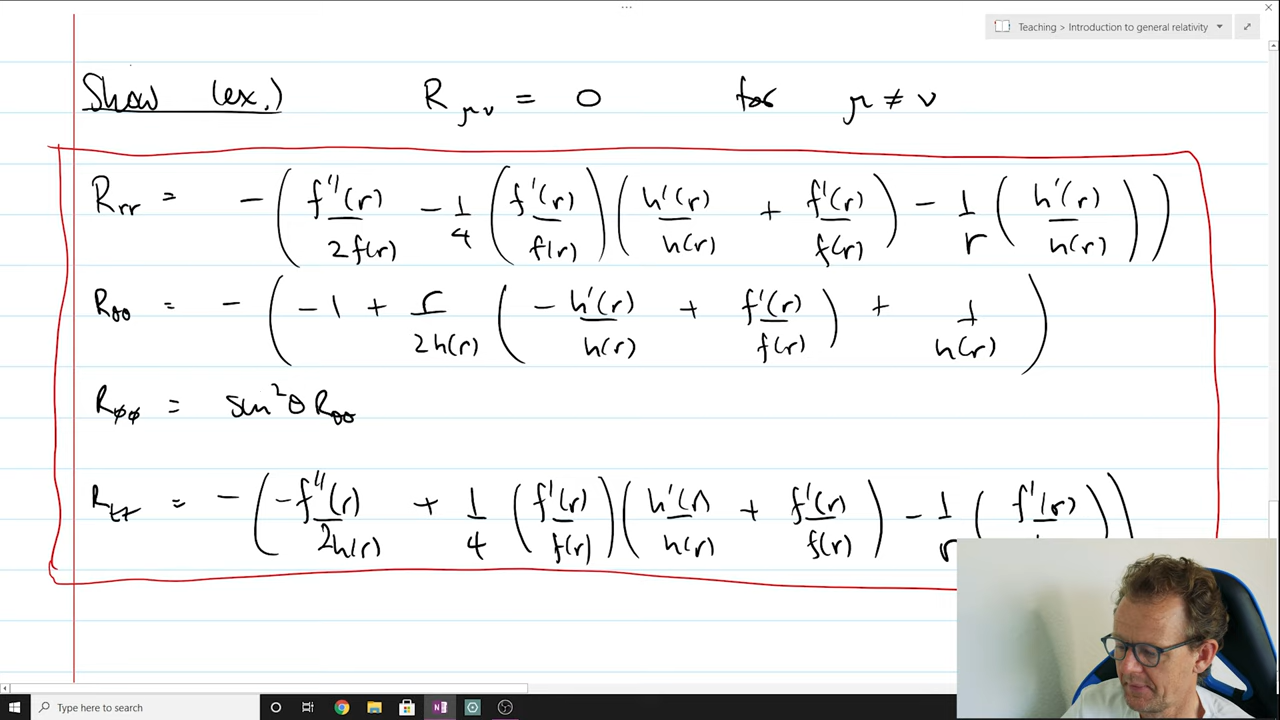 Teaching > Introduction to general relativity
Show (ex.) R_μν = 0 for μ ≠ ν
R_rr = - ( f''(r)/2f(r) - 1/4 ( f'(r)/f(r) ) ( h'(r)/h(r) + f'(r)/f(r) ) - 1/r ( h'(r)/h(r) ) )
R_θθ = - ( -1 + r/2h(r) ( - h'(r)/h(r) + f'(r)/f(r) ) + 1/h(r) )
R_φφ = sin²θ R_θθ
R_tt = - ( - f''(r)/2h(r) + 1/4 ( f'(r)/f(r) ) ( h'(r)/h(r) + f'(r)/f(r) ) - 1/r ( f'(r)/ ) )
Type here to search